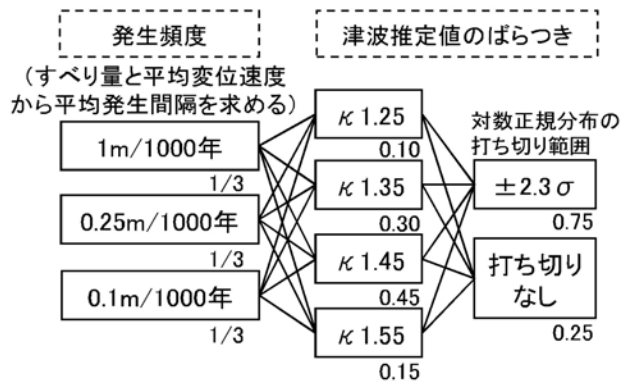 発生頻度
津波推定値のばらつき
(すべり量と平均変位速度
から平均発生間隔を求める)
1m/1000年
1/3
0.25m/1000年
1/3
0.1m/1000年
1/3
κ1.25
0.10
κ1.35
0.30
κ1.45
0.45
κ1.55
0.15
対数正規分布の
打ち切り範囲
±2.3σ
0.75
打ち切り
なし
0.25